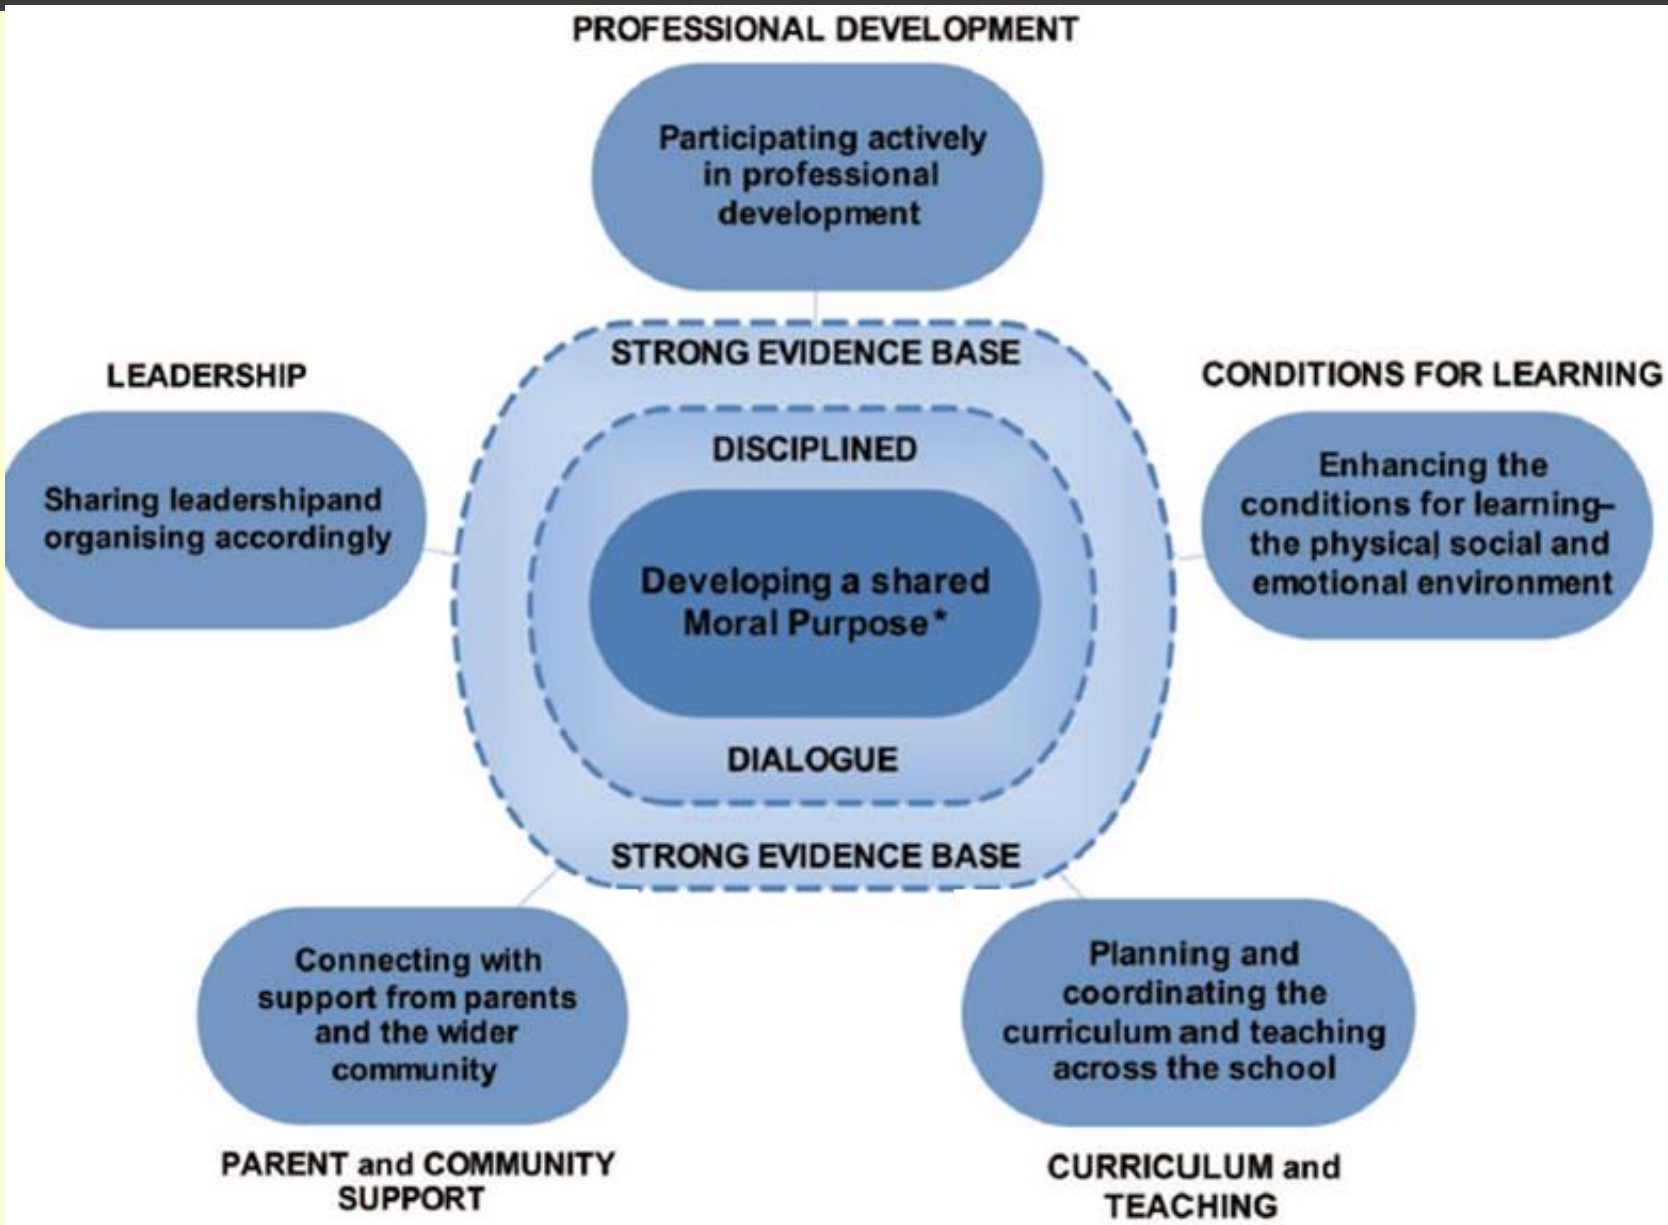 PROFESSIONAL DEVELOPMENT
Participating actively
in professional
development
STRONG EVIDENCE BASE
LEADERSHIP
Sharing leadershipand
organising accordingly
CONDITIONS FOR LEARNING
Enhancing the
conditions for learning–
the physical social and
emotional environment
DISCIPLINED
Developing a shared
Moral Purpose*
DIALOGUE
STRONG EVIDENCE BASE
Connecting with
support from parents
and the wider
community
PARENT and COMMUNITY
SUPPORT
Planning and
coordinating the
curriculum and teaching
across the school
CURRICULUM and
TEACHING